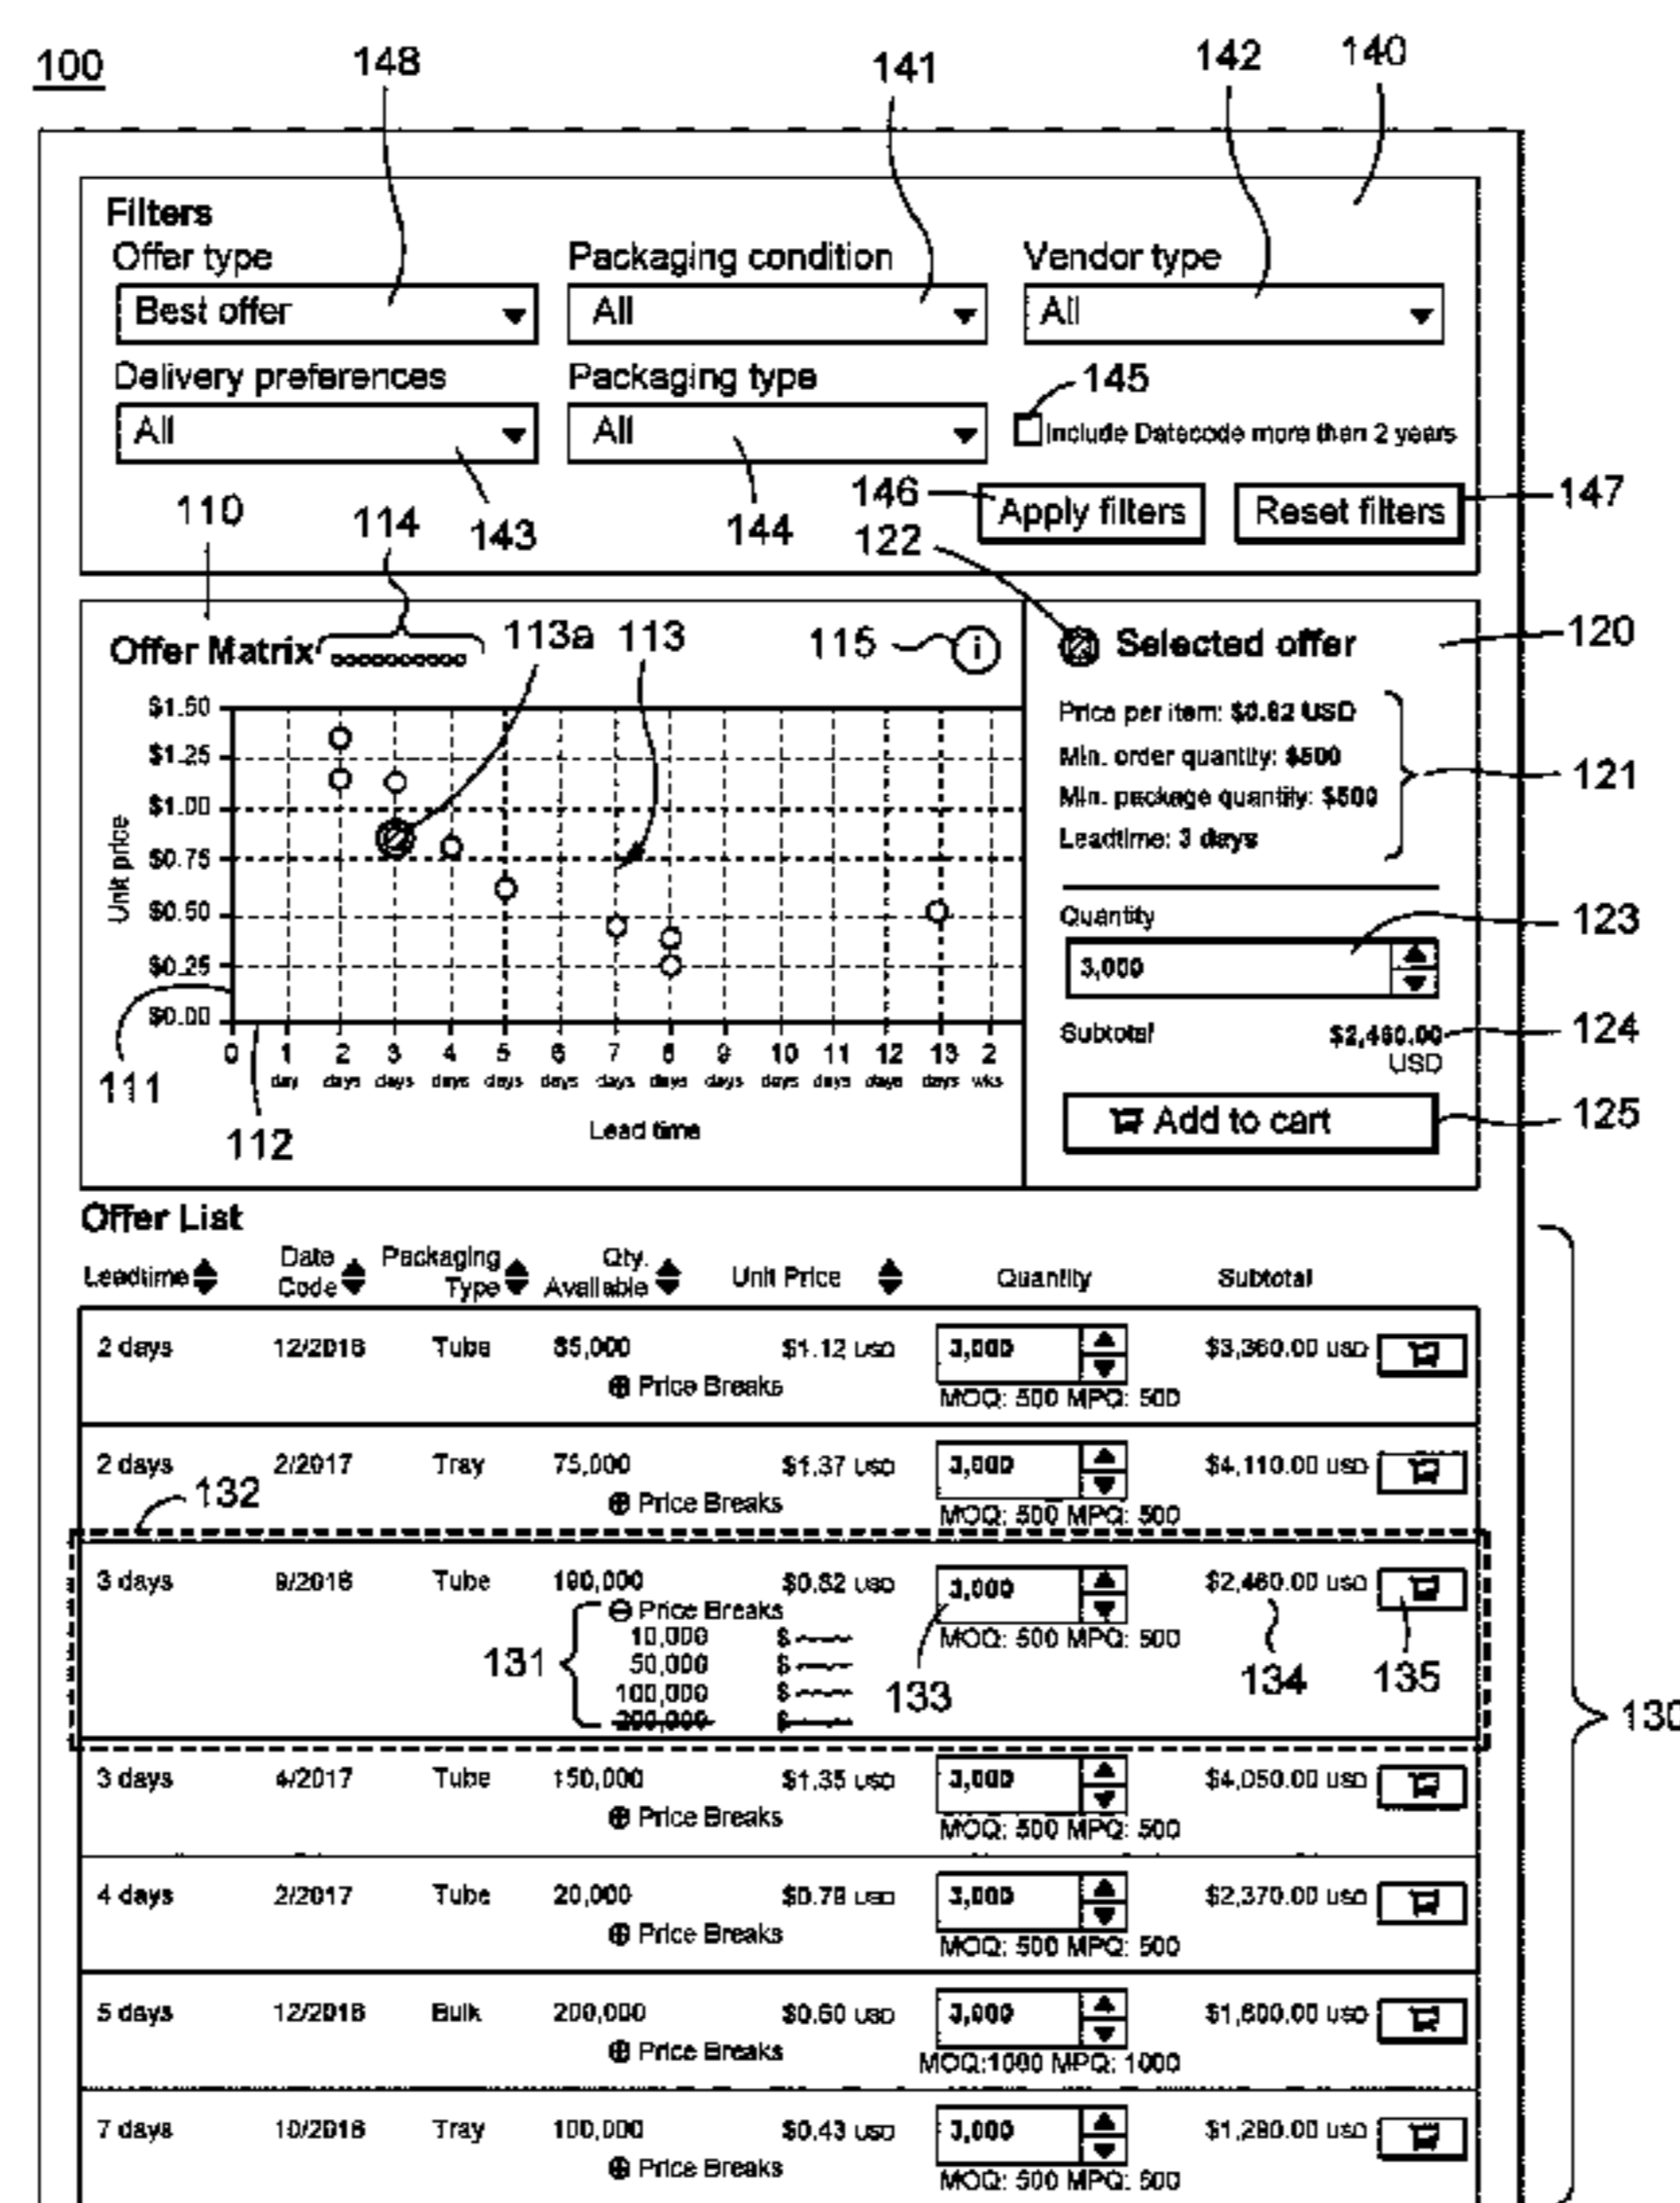 100
148
141
142
140
Filters
Offer type
Packaging condition
Vendor type
Best offer
All
All
Delivery preferences
Packaging type
145
All
All
Include Datecode more than 2 years
110
114
143
144
146
Apply filters
Reset filters
147
122
Offer Matrix
113a
113
115
i
Selected offer
120
$1.50
$1.25
$1.00
$0.75
$0.50
$0.25
$0.00
Unit price
Price per item: $0.82 USD
Min. order quantity: $500
Min. package quantity: $500
Leadtime: 3 days
121
Quantity
3,000
123
0 1 2 3 4 5 6 7 8 9 10 11 12 13 2
day days days days days days days days days days days days days wks
Lead time
111
112
Subtotal
$2,460.00
USD
124
Add to cart
125
Offer List
Leadtime
Date Code
Packaging Type
Qty. Available
Unit Price
Quantity
Subtotal
2 days 12/2016 Tube 85,000 $1.12 USD 3,000 $3,360.00 USD
Price Breaks
MOQ: 500 MPQ: 500
2 days 2/2017 Tray 75,000 $1.37 USD 3,000 $4,110.00 USD
Price Breaks
MOQ: 500 MPQ: 500
132
3 days 9/2016 Tube 190,000 $0.82 USD 3,000 $2,460.00 USD
Price Breaks
MOQ: 500 MPQ: 500
10,000 $
50,000 $
100,000 $
200,000 $
131
133
134
135
130
3 days 4/2017 Tube 150,000 $1.35 USD 3,000 $4,050.00 USD
Price Breaks
MOQ: 500 MPQ: 500
4 days 2/2017 Tube 20,000 $0.79 USD 3,000 $2,370.00 USD
Price Breaks
MOQ: 500 MPQ: 500
5 days 12/2016 Bulk 200,000 $0.60 USD 3,000 $1,800.00 USD
Price Breaks
MOQ:1000 MPQ: 1000
7 days 10/2016 Tray 100,000 $0.43 USD 3,000 $1,290.00 USD
Price Breaks
MOQ: 500 MPQ: 500